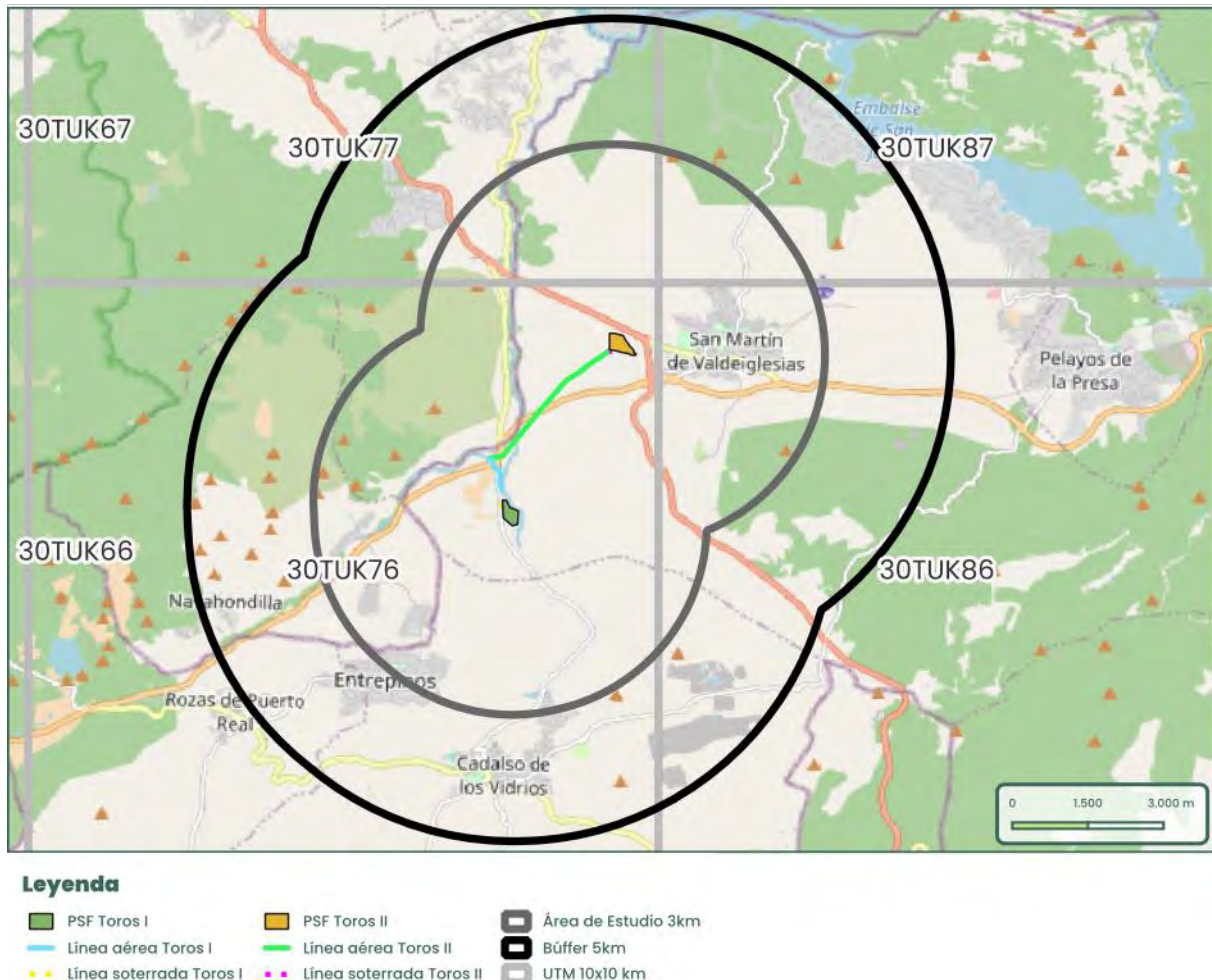 30TUK67
30TUK77
Embalse
de San
30TUK87
San Martín
de Valdeiglesias
Pelayos de
la Presa
30TUK66
30TUK76
30TUK86
Navahondilla
Entrepinos
Rozas de Puerto
Real
Cadalso de
los Vidrios
0 1.500 3.000 m
Leyenda
PSF Toros I
PSF Toros II
Área de Estudio 3km
Línea aérea Toros I
Línea aérea Toros II
Búffer 5km
Línea soterrada Toros I
Línea soterrada Toros II
UTM 10x10 km